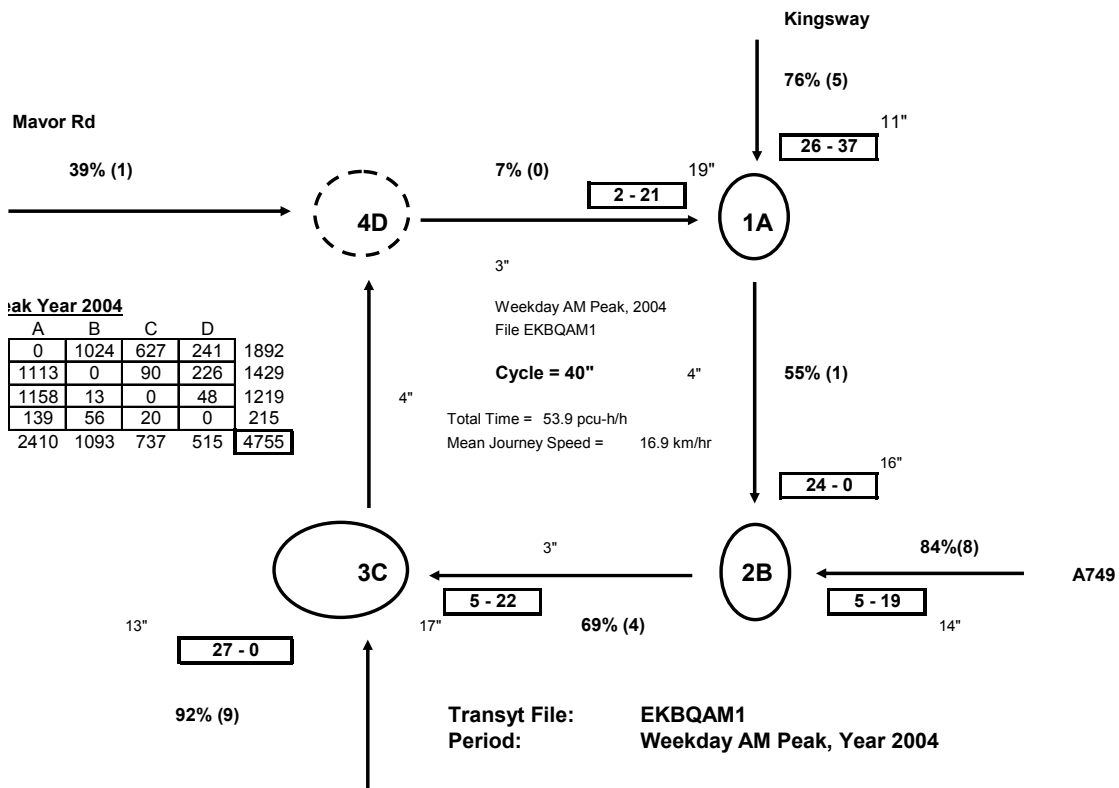 Kingsway
76% (5)
Mavor Rd
11"
26 - 37
39% (1)
7% (0)
19"
2 - 21
4D
1A
3"
eak Year 2004
Weekday AM Peak, 2004
File EKBQAM1
A B C D
0 1024 627 241 1892
1113 0 90 226 1429
1158 13 0 48 1219
139 56 20 0 215
2410 1093 737 515 4755
Cycle = 40"
4"
55% (1)
4"
Total Time = 53.9 pcu-h/h
Mean Journey Speed = 16.9 km/hr
16"
24 - 0
3"
84%(8)
3C
2B
A749
5 - 22
5 - 19
13"
17"
69% (4)
14"
27 - 0
92% (9)
Transyt File: EKBQAM1
Period: Weekday AM Peak, Year 2004